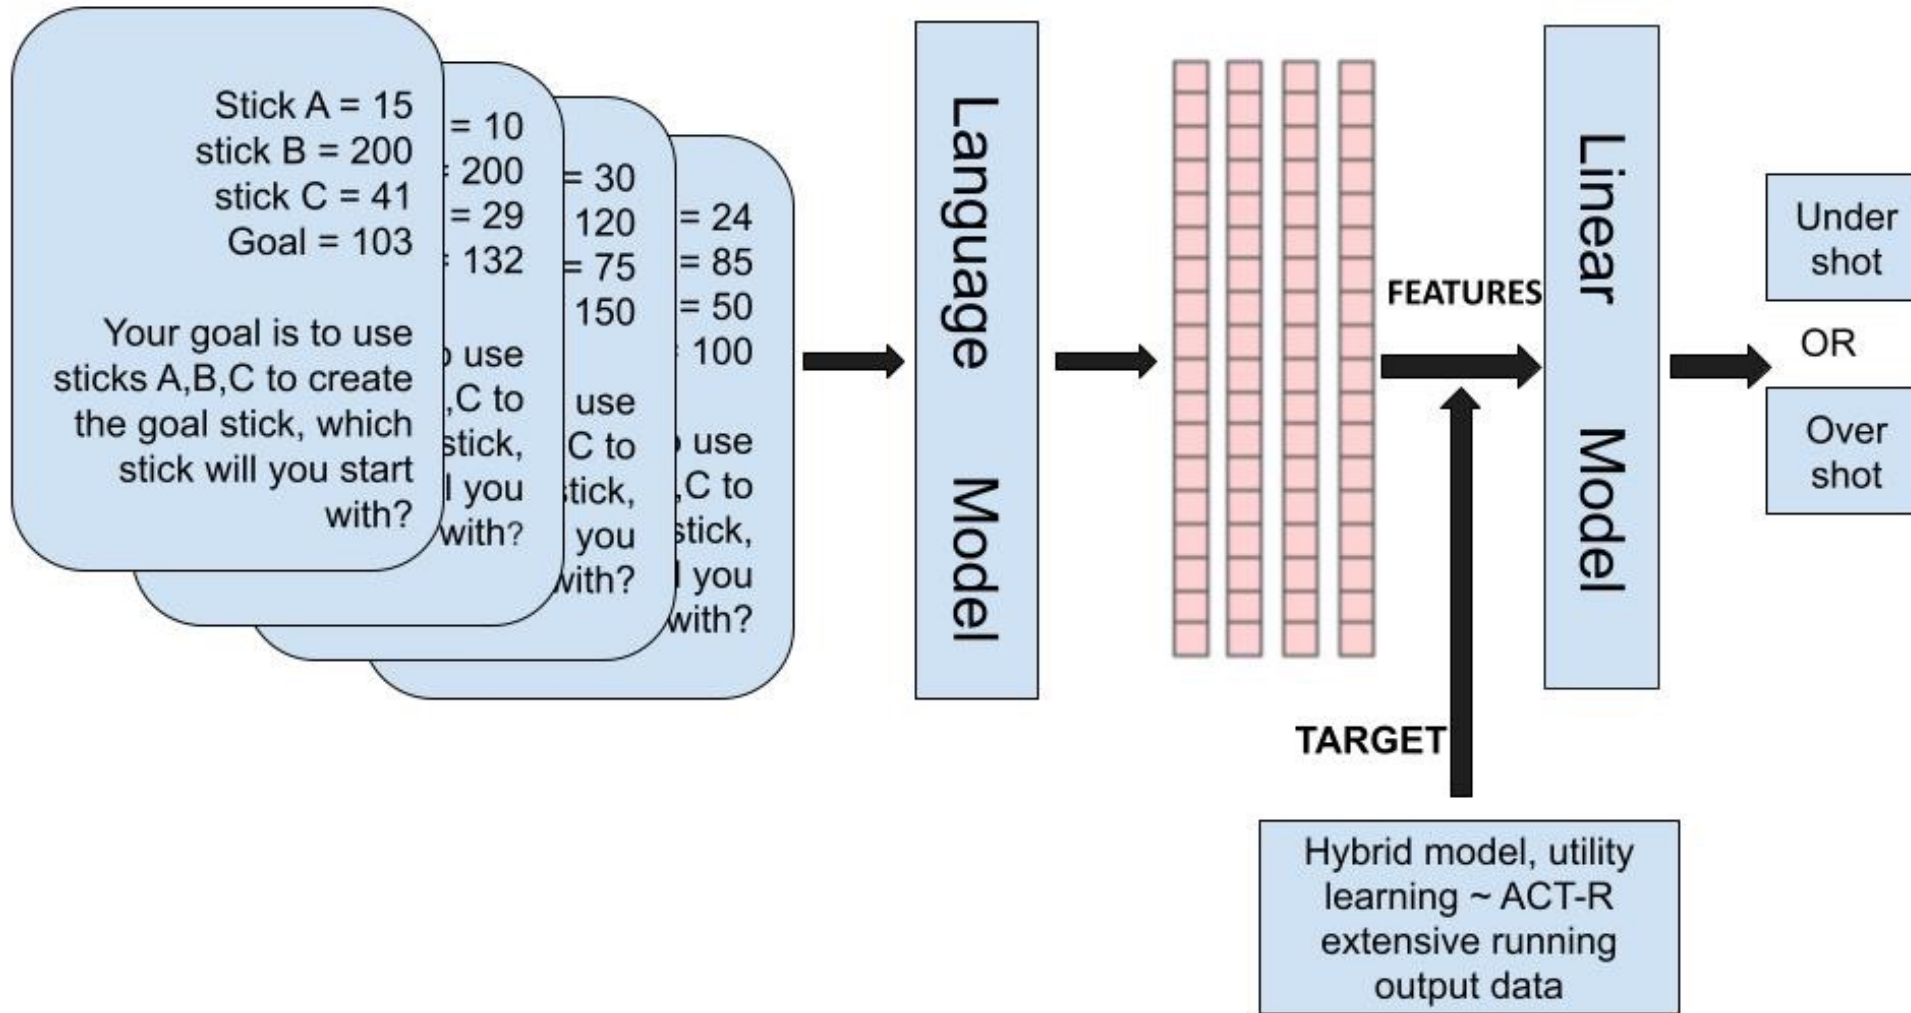 Stick A = 15
stick B = 200
stick C = 41
Goal = 103
Your goal is to use
sticks A,B,C to create
the goal stick, which
stick will you start
with?
= 10
= 200
= 29
= 132
use
,C to
stick,
you
with?
= 30
120
= 75
150
use
C to
stick,
you
with?
= 24
= 85
= 50
= 100
use
,C to
stick,
you
with?
Language Model
FEATURES
TARGET
Linear Model
Under
shot
OR
Over
shot
Hybrid model, utility
learning ~ ACT-R
extensive running
output data